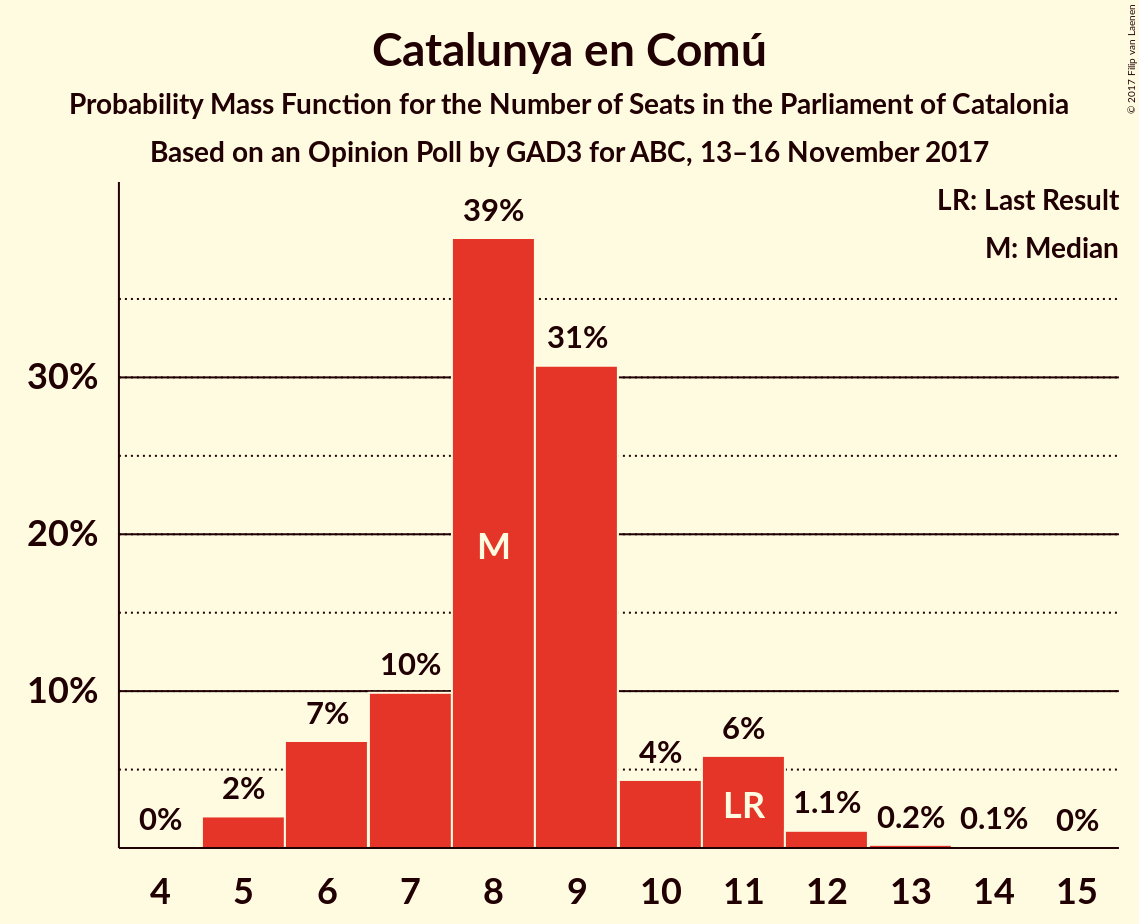 Catalunya en Comú
Probability Mass Function for the Number of Seats in the Parliament of Catalonia
Based on an Opinion Poll by GAD3 for ABC, 13–16 November 2017
© 2017 Filip van Laenen
LR: Last Result
M: Median
30%
20%
10%
0%
2%
7%
10%
39%
31%
4%
6%
1.1%
0.2%
0.1%
0%
M
LR
4 5 6 7 8 9 10 11 12 13 14 15